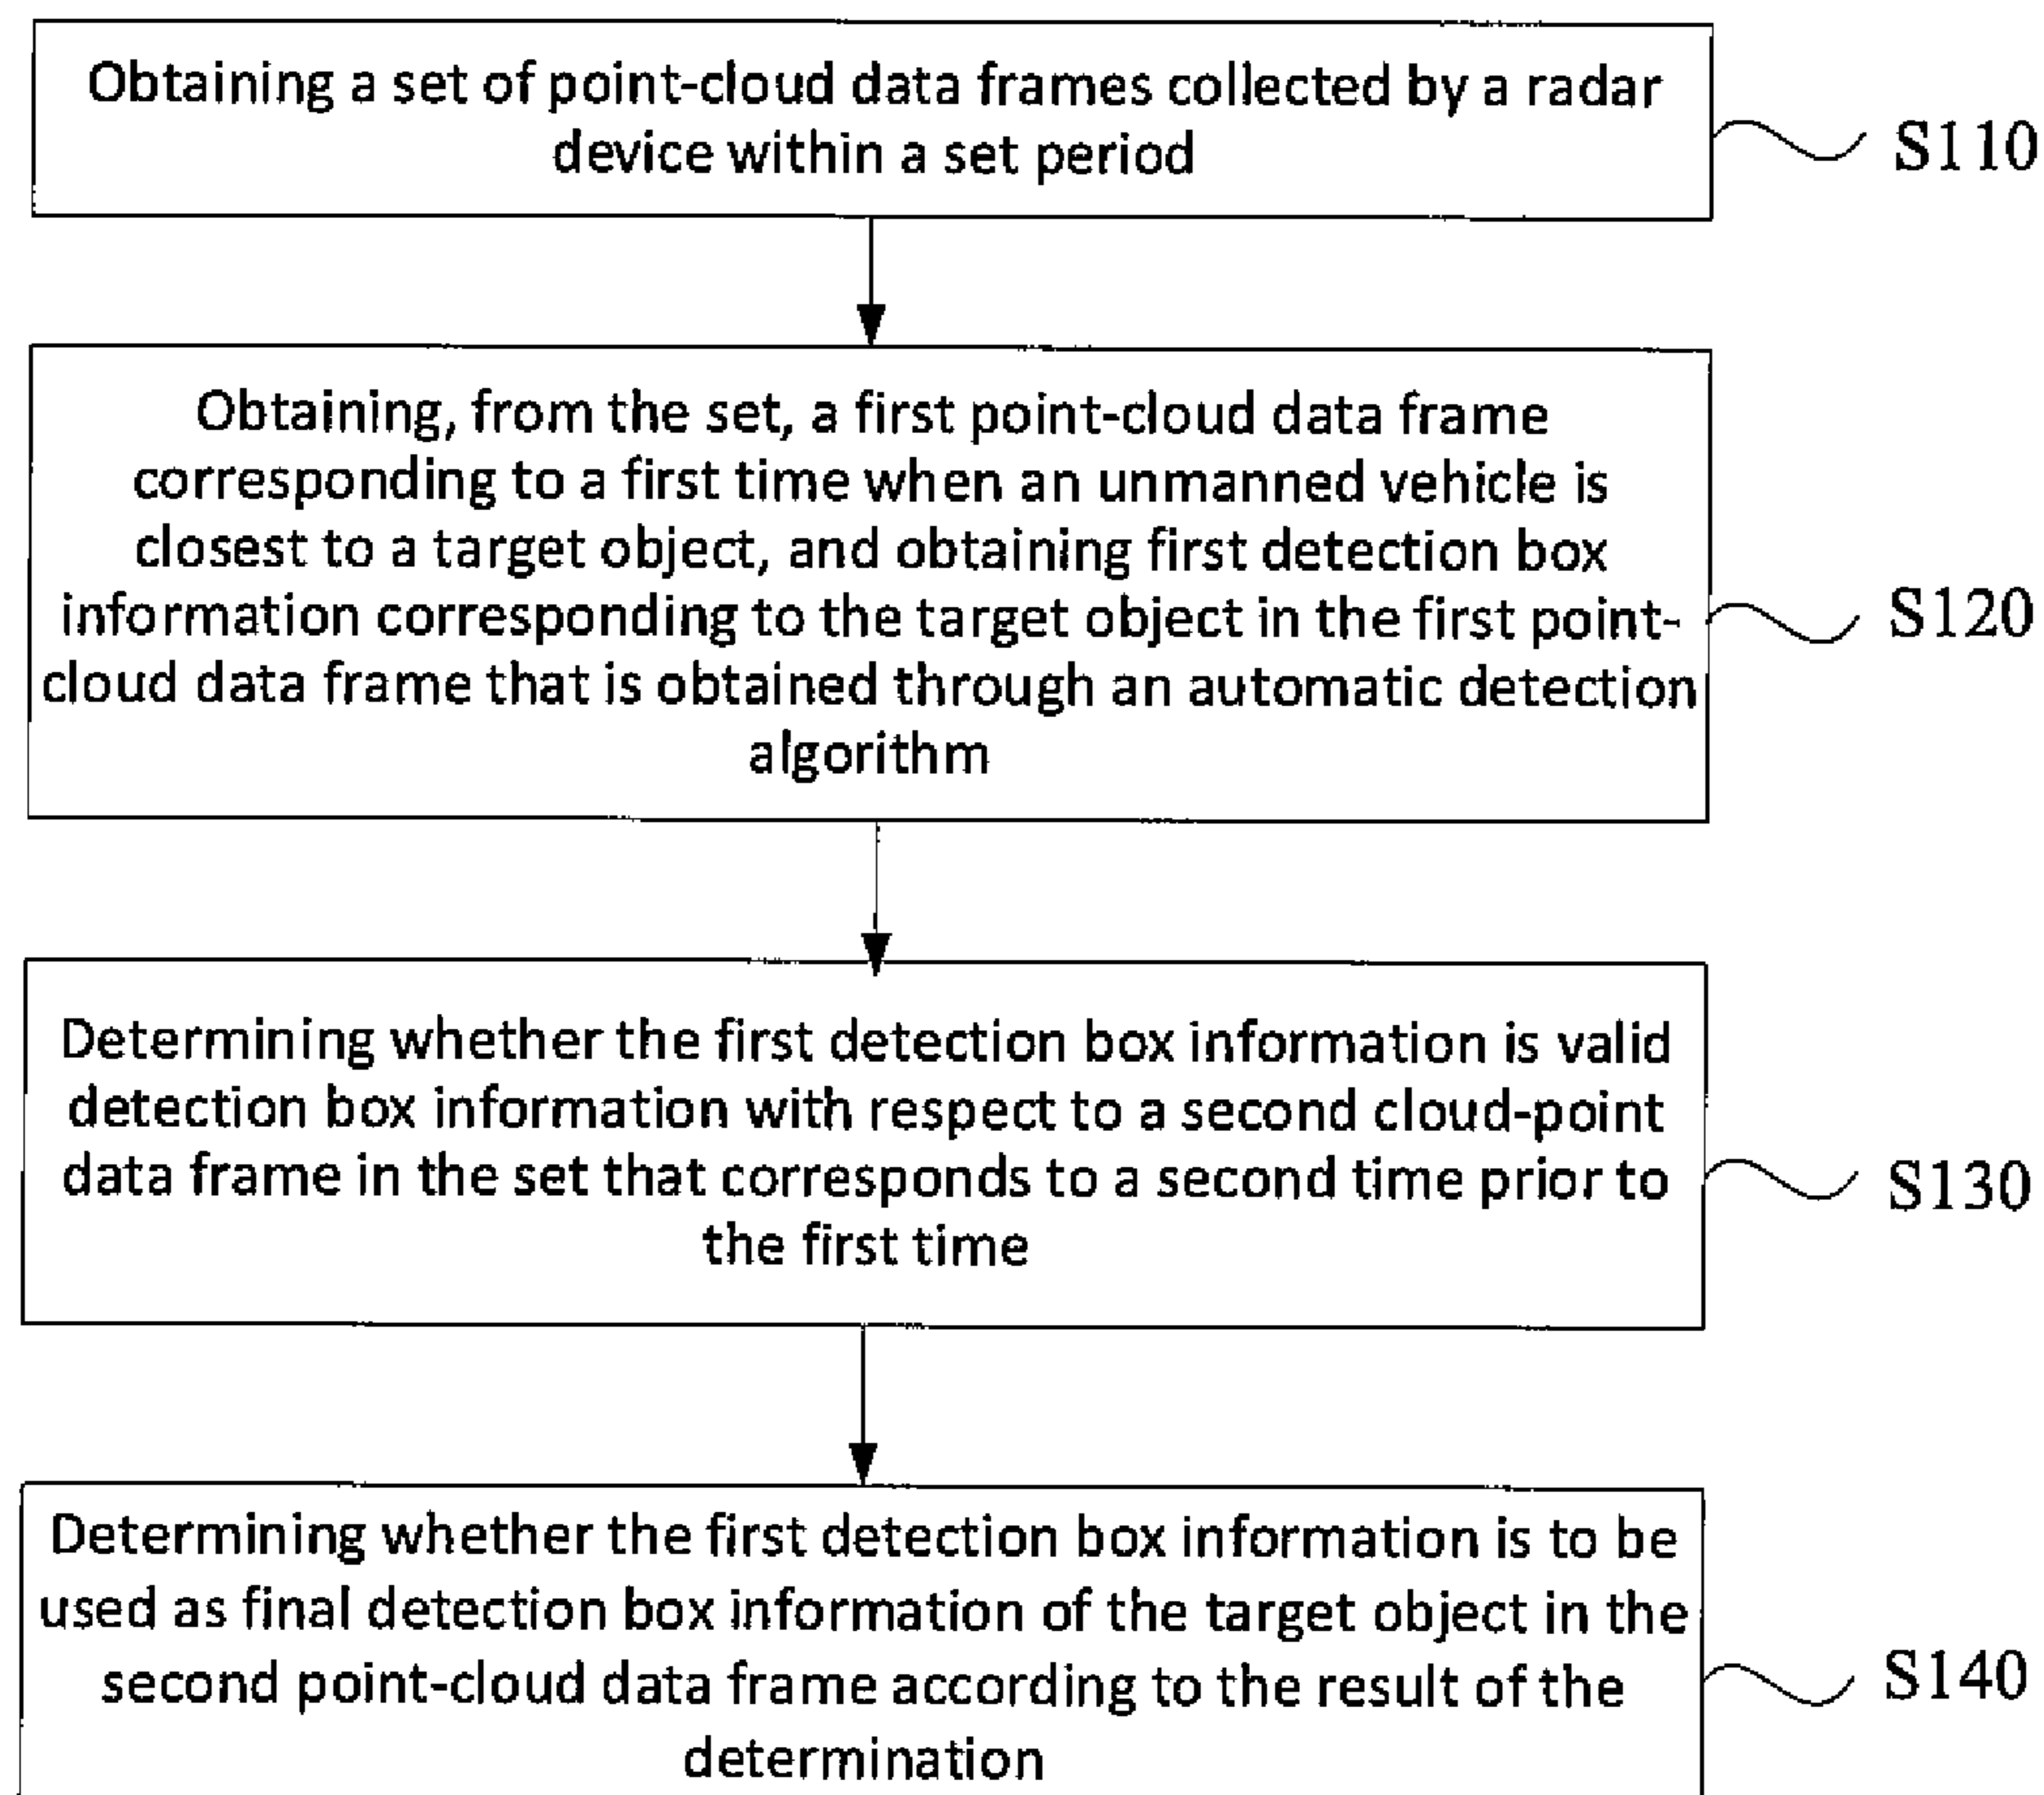 Obtaining a set of point-cloud data frames collected by a radar
device within a set period
S110
Obtaining, from the set, a first point-cloud data frame
corresponding to a first time when an unmanned vehicle is
closest to a target object, and obtaining first detection box
information corresponding to the target object in the first point-
cloud data frame that is obtained through an automatic detection
algorithm
S120
Determining whether the first detection box information is valid
detection box information with respect to a second cloud-point
data frame in the set that corresponds to a second time prior to
the first time
S130
Determining whether the first detection box information is to be
used as final detection box information of the target object in the
second point-cloud data frame according to the result of the
determination
S140